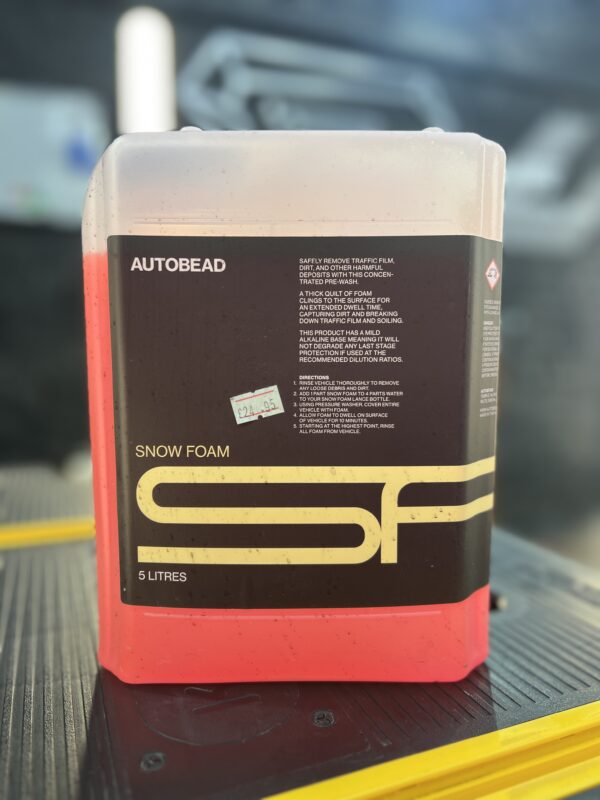 AUTOBEAD
SAFFLY REMOVE TRAFFIC FILM,
DIRT, AND OTHER HARMFUL
DEPOSITS WITH THIS CONCEN-
TRATED PRE-WASH.
A THICK QUILT OF FOAM
CLINGS TO THE SURFACE FOR
AN EXTENDED DWELL TIME,
CAPTURING DIRT AND BREAKING
DOWN TRAFFIC FILM AND SOILING.
THIS PRODUCT HAS A MILD
ALKALINE BASE MEANING IT WILL
NOT DEGRADE ANY LAST STAGE
PROTECTION IF USED AT THE
RECOMMENDED DILUTION RATIOS.
DIRECTIONS
1. RINSE VEHICLE THOROUGHLY TO REMOVE
ANY LOOSE DEBRIS AND DIRT.
2. ADD 1 PART SNOW FOAM TO 4 PARTS WATER
TO YOUR SNOW FOAM LANCE BOTTLE.
3. USING PRESSURE WASHER, COVER ENTIRE
VEHICLE WITH FOAM.
4. ALLOW FOAM TO DWELL ON SURFACE
OF VEHICLE FOR 10 MINUTES.
5. STARTING AT THE HIGHEST POINT, RINSE
ALL FOAM FROM VEHICLE.
£24.95
SNOW FOAM
SF
5 LITRES